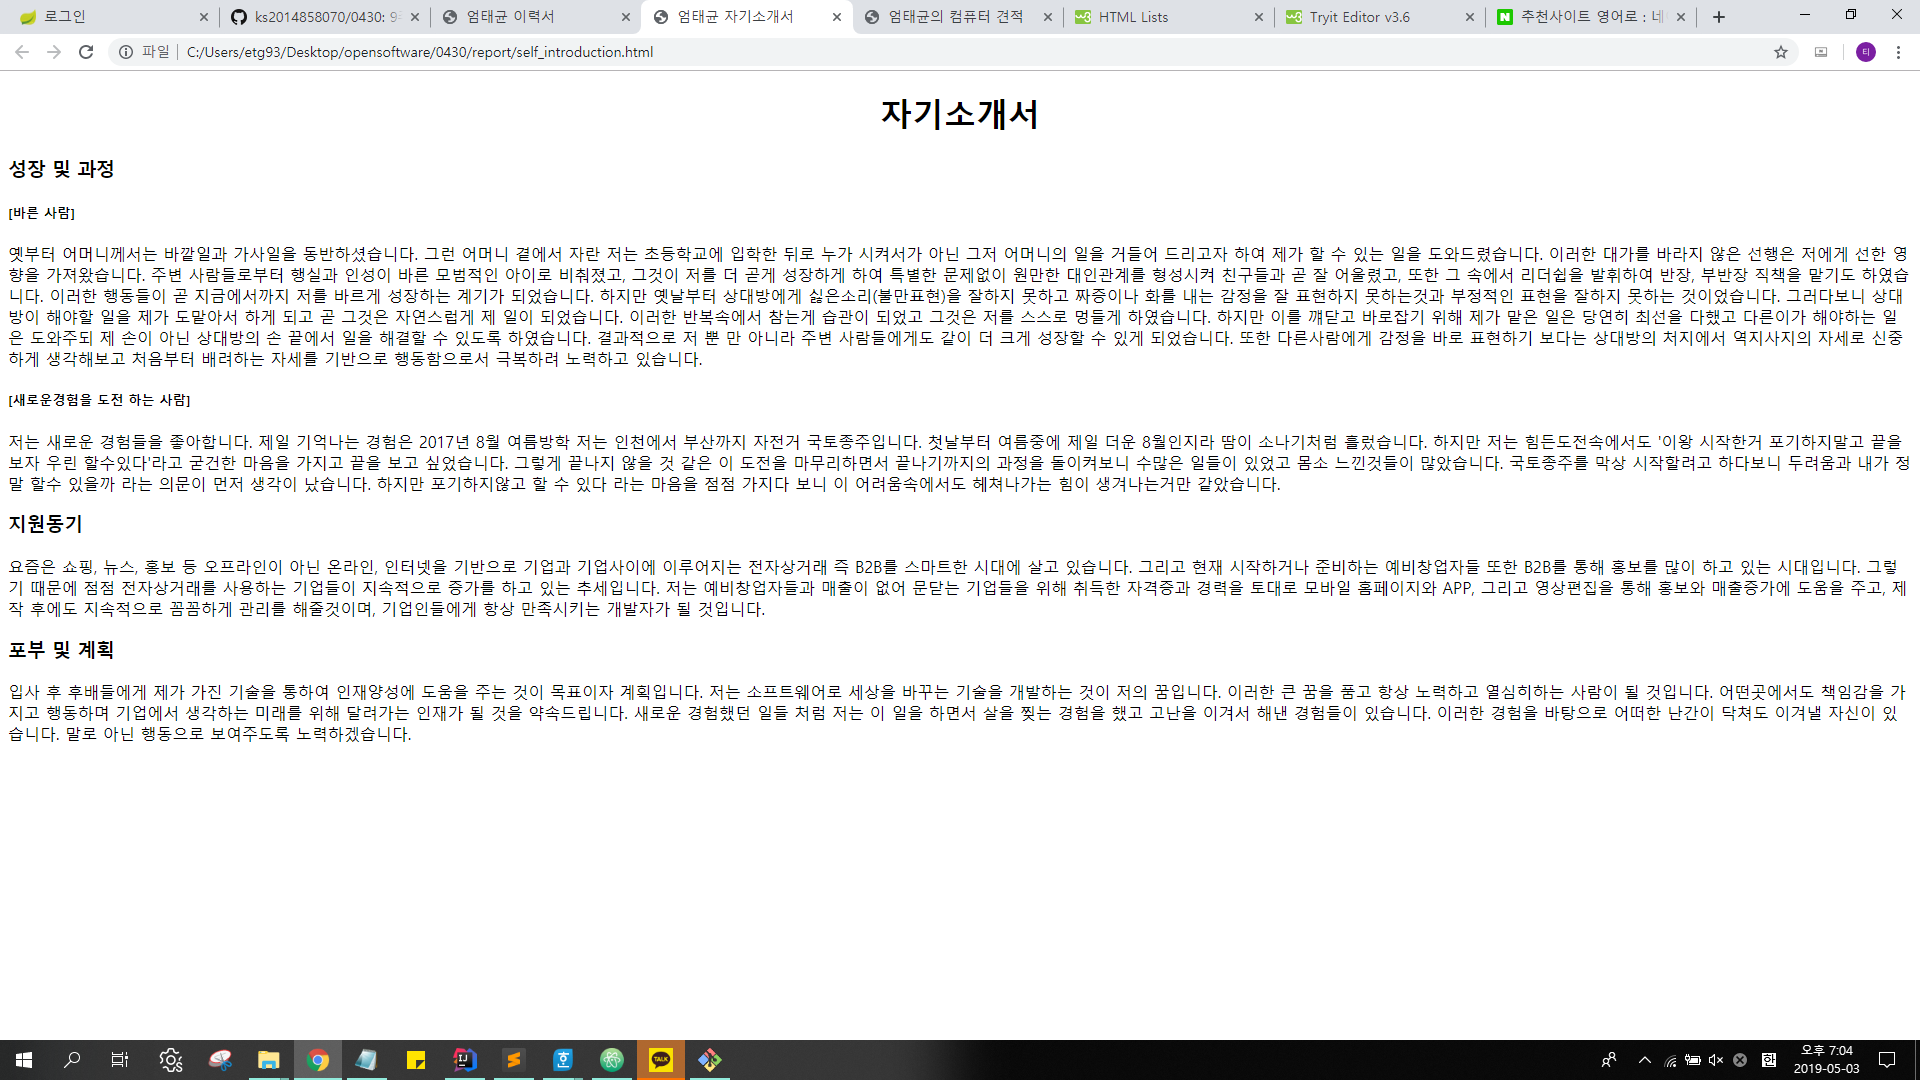 로그인
ks2014858070/0430: 9
엄태균 이력서
엄태균 자기소개서
엄태균의 컴퓨터 견적
HTML Lists
Tryit Editor v3.6
추천사이트 영어로 : 네
파일
C:/Users/etg93/Desktop/opensoftware/0430/report/self_introduction.html
티
자기소개서
성장 및 과정
[바른 사람]
옛부터 어머니께서는 바깥일과 가사일을 동반하셨습니다. 그런 어머니 곁에서 자란 저는 초등학교에 입학한 뒤로 누가 시켜서가 아닌 그저 어머니의 일을 거들어 드리고자 하여 제가 할 수 있는 일을 도와드렸습니다. 이러한 대가를 바라지 않은 선행은 저에게 선한 영
향을 가져왔습니다. 주변 사람들로부터 행실과 인성이 바른 모범적인 아이로 비춰졌고, 그것이 저를 더 곧게 성장하게 하여 특별한 문제없이 원만한 대인관계를 형성시켜 친구들과 곧 잘 어울렸고, 또한 그 속에서 리더쉽을 발휘하여 반장, 부반장 직책을 맡기도 하였습
니다. 이러한 행동들이 곧 지금에서까지 저를 바르게 성장하는 계기가 되었습니다. 하지만 옛날부터 상대방에게 싫은소리(불만표현)을 잘하지 못하고 짜증이나 화를 내는 감정을 잘 표현하지 못하는것과 부정적인 표현을 잘하지 못하는 것이었습니다. 그러다보니 상대
방이 해야할 일을 제가 도맡아서 하게 되고 곧 그것은 자연스럽게 제 일이 되었습니다. 이러한 반복속에서 참는게 습관이 되었고 그것은 저를 스스로 멍들게 하였습니다. 하지만 이를 꺠닫고 바로잡기 위해 제가 맡은 일은 당연히 최선을 다했고 다른이가 해야하는 일
은 도와주되 제 손이 아닌 상대방의 손 끝에서 일을 해결할 수 있도록 하였습니다. 결과적으로 저 뿐 만 아니라 주변 사람들에게도 같이 더 크게 성장할 수 있게 되었습니다. 또한 다른사람에게 감정을 바로 표현하기 보다는 상대방의 처지에서 역지사지의 자세로 신중
하게 생각해보고 처음부터 배려하는 자세를 기반으로 행동함으로서 극복하려 노력하고 있습니다.
[새로운경험을 도전 하는 사람]
저는 새로운 경험들을 좋아합니다. 제일 기억나는 경험은 2017년 8월 여름방학 저는 인천에서 부산까지 자전거 국토종주입니다. 첫날부터 여름중에 제일 더운 8월인지라 땀이 소나기처럼 흘렀습니다. 하지만 저는 힘든도전속에서도 '이왕 시작한거 포기하지말고 끝을
보자 우린 할수있다'라고 굳건한 마음을 가지고 끝을 보고 싶었습니다. 그렇게 끝나지 않을 것 같은 이 도전을 마무리하면서 끝나기까지의 과정을 돌이켜보니 수많은 일들이 있었고 몸소 느낀것들이 많았습니다. 국토종주를 막상 시작할려고 하다보니 두려움과 내가 정
말 할수 있을까 라는 의문이 먼저 생각이 났습니다. 하지만 포기하지않고 할 수 있다 라는 마음을 점점 가지다 보니 이 어려움속에서도 헤쳐나가는 힘이 생겨나는거만 같았습니다.
지원동기
요즘은 쇼핑, 뉴스, 홍보 등 오프라인이 아닌 온라인, 인터넷을 기반으로 기업과 기업사이에 이루어지는 전자상거래 즉 B2B를 스마트한 시대에 살고 있습니다. 그리고 현재 시작하거나 준비하는 예비창업자들 또한 B2B를 통해 홍보를 많이 하고 있는 시대입니다. 그렇
기 때문에 점점 전자상거래를 사용하는 기업들이 지속적으로 증가를 하고 있는 추세입니다. 저는 예비창업자들과 매출이 없어 문닫는 기업들을 위해 취득한 자격증과 경력을 토대로 모바일 홈페이지와 APP, 그리고 영상편집을 통해 홍보와 매출증가에 도움을 주고, 제
작 후에도 지속적으로 꼼꼼하게 관리를 해줄것이며, 기업인들에게 항상 만족시키는 개발자가 될 것입니다.
포부 및 계획
입사 후 후배들에게 제가 가진 기술을 통하여 인재양성에 도움을 주는 것이 목표이자 계획입니다. 저는 소프트웨어로 세상을 바꾸는 기술을 개발하는 것이 저의 꿈입니다. 이러한 큰 꿈을 품고 항상 노력하고 열심히하는 사람이 될 것입니다. 어떤곳에서도 책임감을 가
지고 행동하며 기업에서 생각하는 미래를 위해 달려가는 인재가 될 것을 약속드립니다. 새로운 경험했던 일들 처럼 저는 이 일을 하면서 살을 찢는 경험을 했고 고난을 이겨서 해낸 경험들이 있습니다. 이러한 경험을 바탕으로 어떠한 난간이 닥쳐도 이겨낼 자신이 있
습니다. 말로 아닌 행동으로 보여주도록 노력하겠습니다.
TALK
한
오후 7:04
2019-05-03